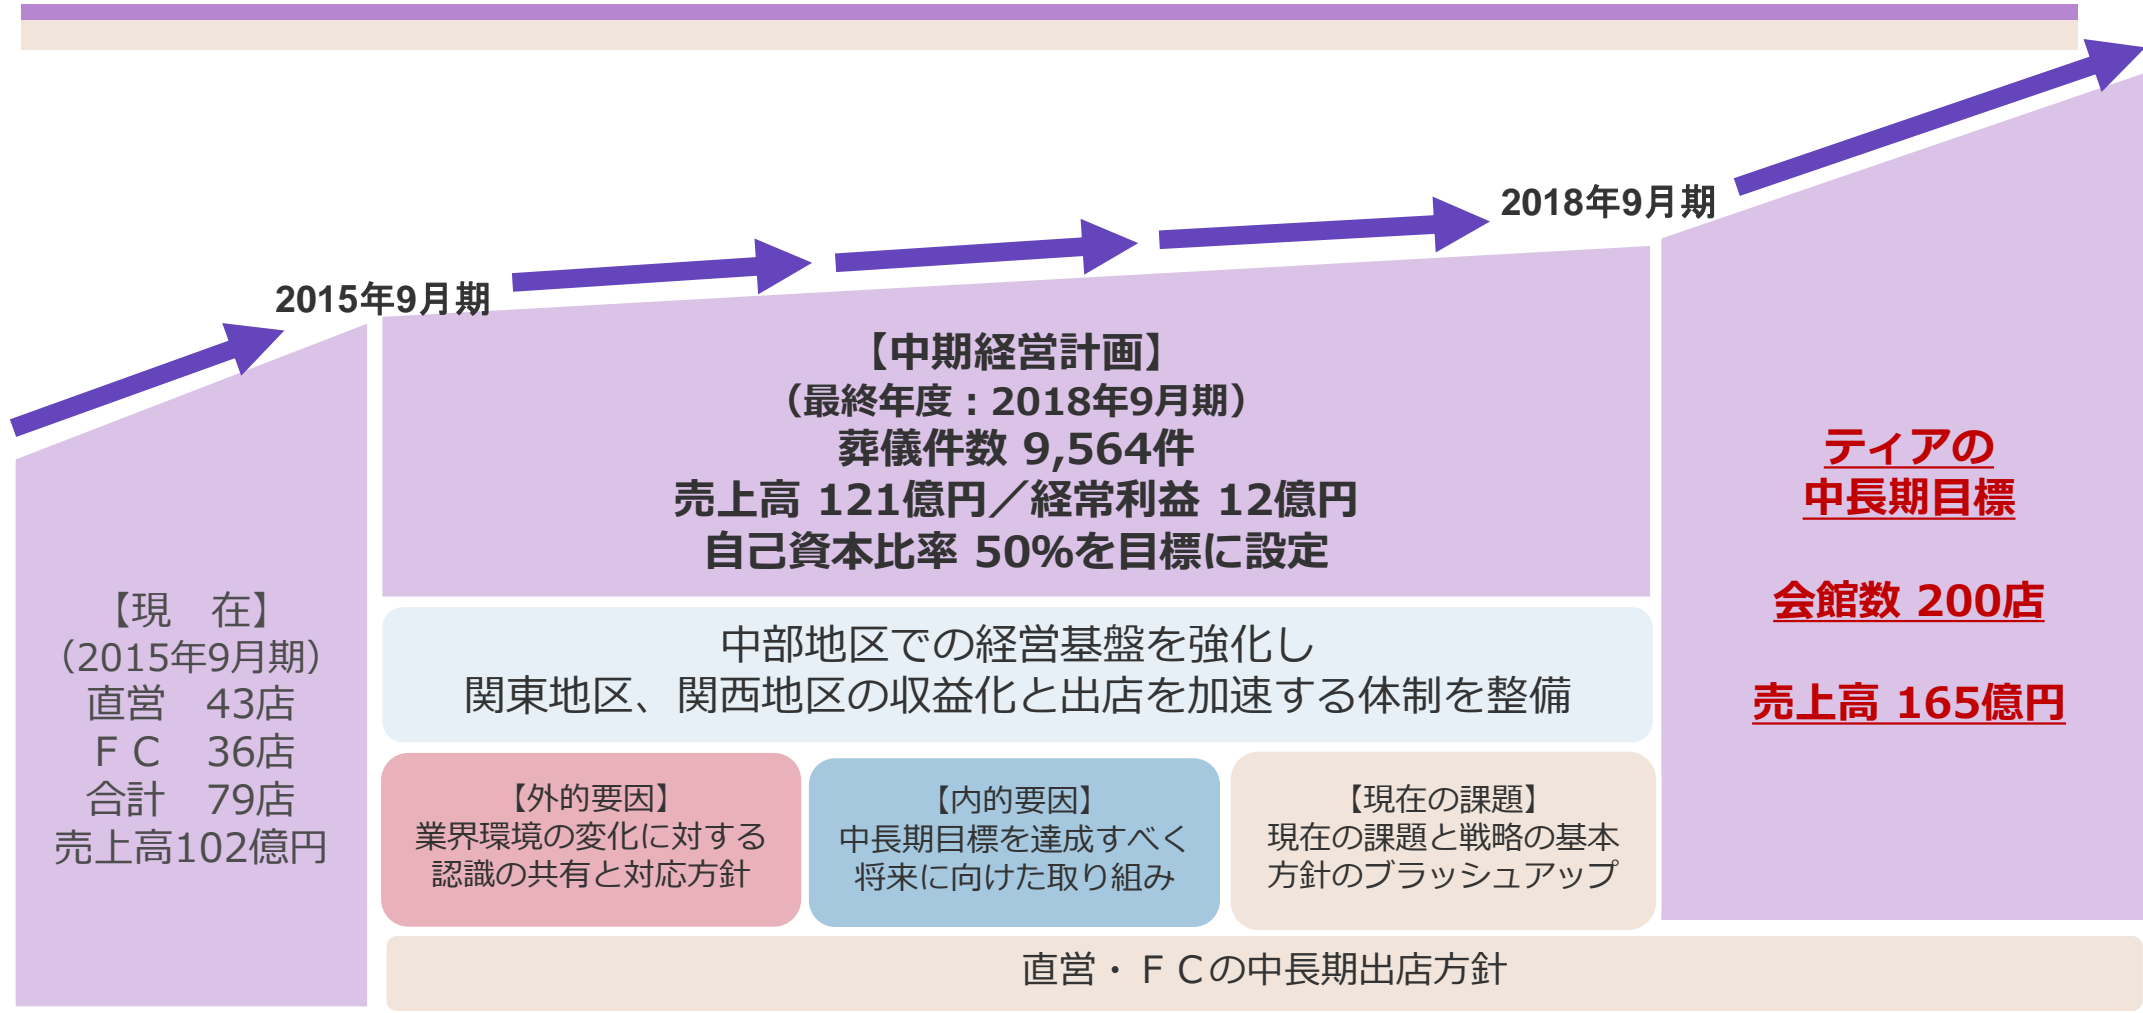 2015年9月期
2018年9月期
【現　在】
（2015年9月期）
直営　43店
ＦＣ　36店
合計　79店
売上高102億円
【中期経営計画】
（最終年度：2018年9月期）
葬儀件数 9,564件
売上高 121億円／経常利益 12億円
自己資本比率 50%を目標に設定
中部地区での経営基盤を強化し
関東地区、関西地区の収益化と出店を加速する体制を整備
【外的要因】
業界環境の変化に対する
認識の共有と対応方針
【内的要因】
中長期目標を達成すべく
将来に向けた取り組み
【現在の課題】
現在の課題と戦略の基本
方針のブラッシュアップ
ティアの
中長期目標
会館数 200店
売上高 165億円
直営・ＦＣの中長期出店方針